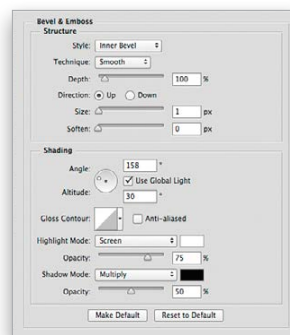 Bevel & Emboss
Structure
Style: Inner Bevel
Technique: Smooth
Depth: 100 %
Direction: Up Down
Size: 1 px
Soften: 0 px
Shading
Angle: 158 °
Use Global Light
Altitude: 30 °
Gloss Contour: Anti-aliased
Highlight Mode: Screen
Opacity: 75 %
Shadow Mode: Multiply
Opacity: 50 %
Make Default Reset to Default